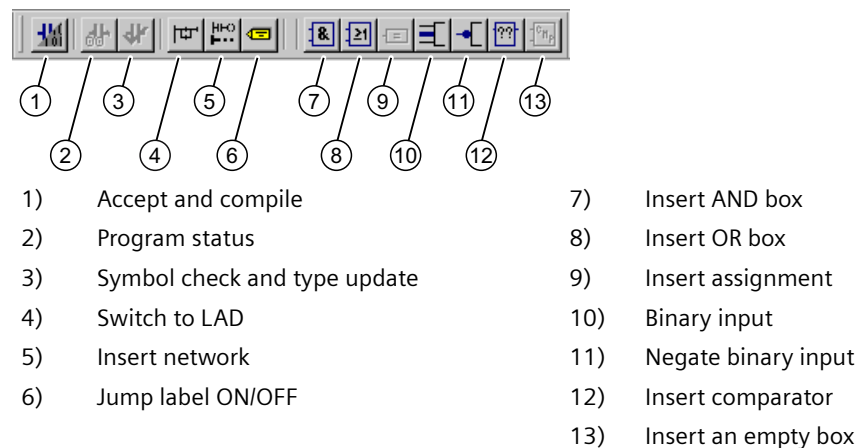 & ≥1 = ?? CMP
1 3 5 7 9 11 13
2 4 6 8 10 12
1) Accept and compile
2) Program status
3) Symbol check and type update
4) Switch to LAD
5) Insert network
6) Jump label ON/OFF
7) Insert AND box
8) Insert OR box
9) Insert assignment
10) Binary input
11) Negate binary input
12) Insert comparator
13) Insert an empty box